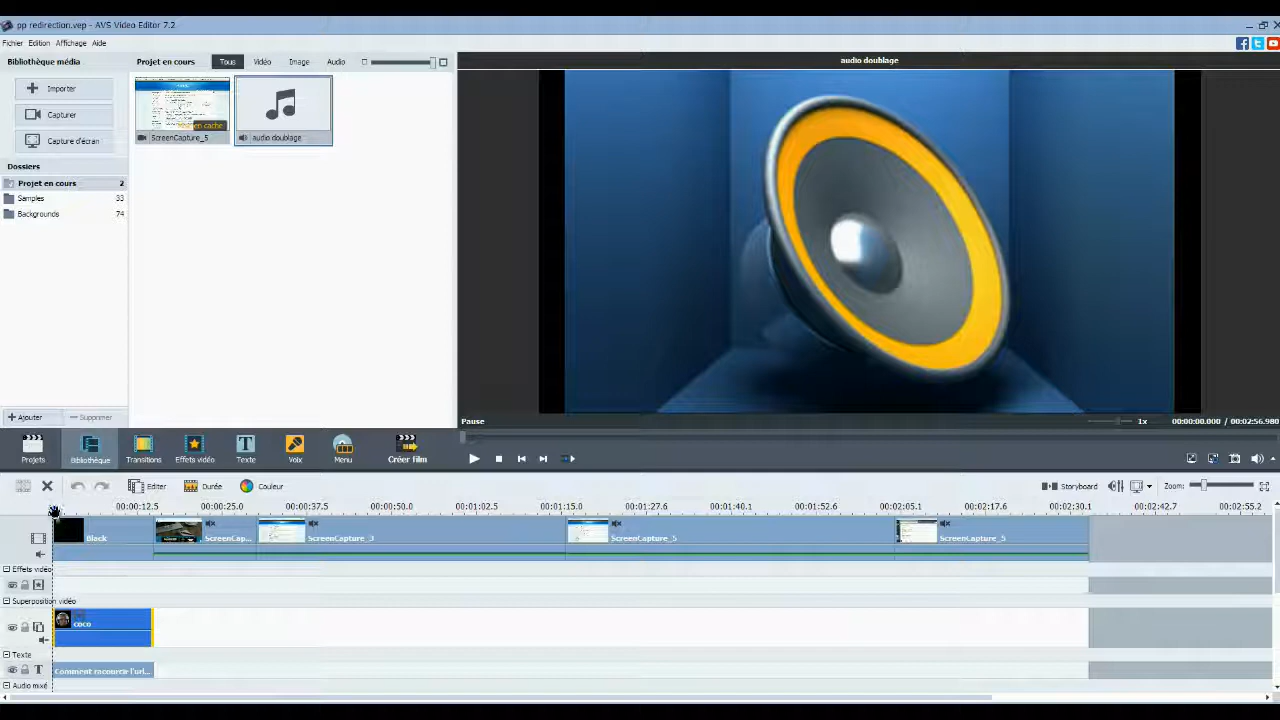 pp redirection.vep - AVS Video Editor 7.2
Fichier Edition Affichage Aide
Bibliothèque média
Projet en cours
Tous
Vidéo
Image
Audio
audio doublage
Importer
Capturer
Capture d'écran
en cache
ScreenCapture_5
audio doublage
Dossiers
Projet en cours 2
Samples 33
Backgrounds 74
Ajouter
Supprimer
Pause
1x
00:00:00.000 / 00:02:56.980
Projets
Bibliothèque
Transitions
Effets vidéo
Texte
Voix
Menu
Créer film
Editer
Durée
Couleur
Storyboard
Zoom:
00:00:12.5 00:00:25.0 00:00:37.5 00:00:50.0 00:01:02.5 00:01:15.0 00:01:27.6 00:01:40.1 00:01:52.6 00:02:05.1 00:02:17.6 00:02:30.1 00:02:42.7 00:02:55.2
Black
ScreenCap...
ScreenCapture_3
ScreenCapture_5
ScreenCapture_5
Effets vidéo
Superposition vidéo
coco
Texte
Comment racourcir l'url...
Audio mixé